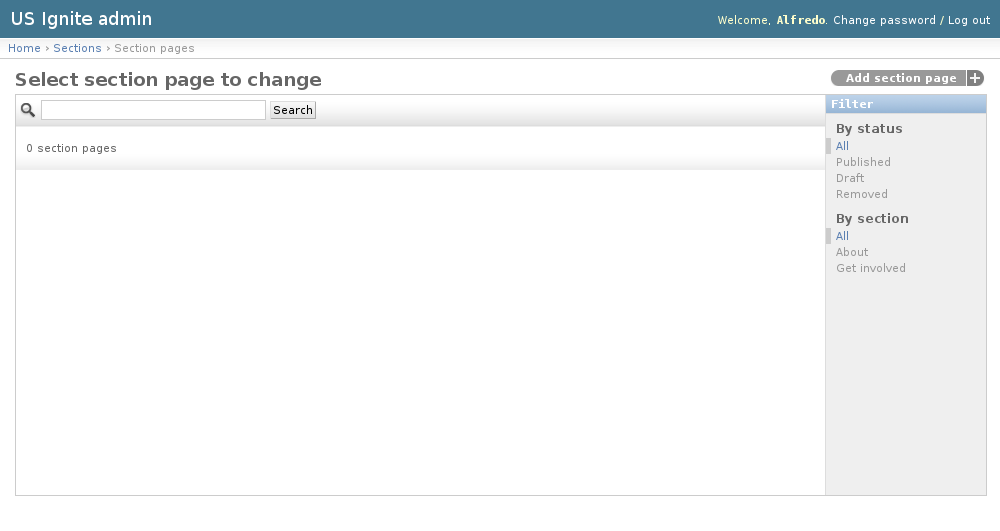 US Ignite admin
Welcome, Alfredo. Change password / Log out
Home › Sections › Section pages
Select section page to change
Add section page +
Search
0 section pages
Filter
By status
All
Published
Draft
Removed
By section
All
About
Get involved